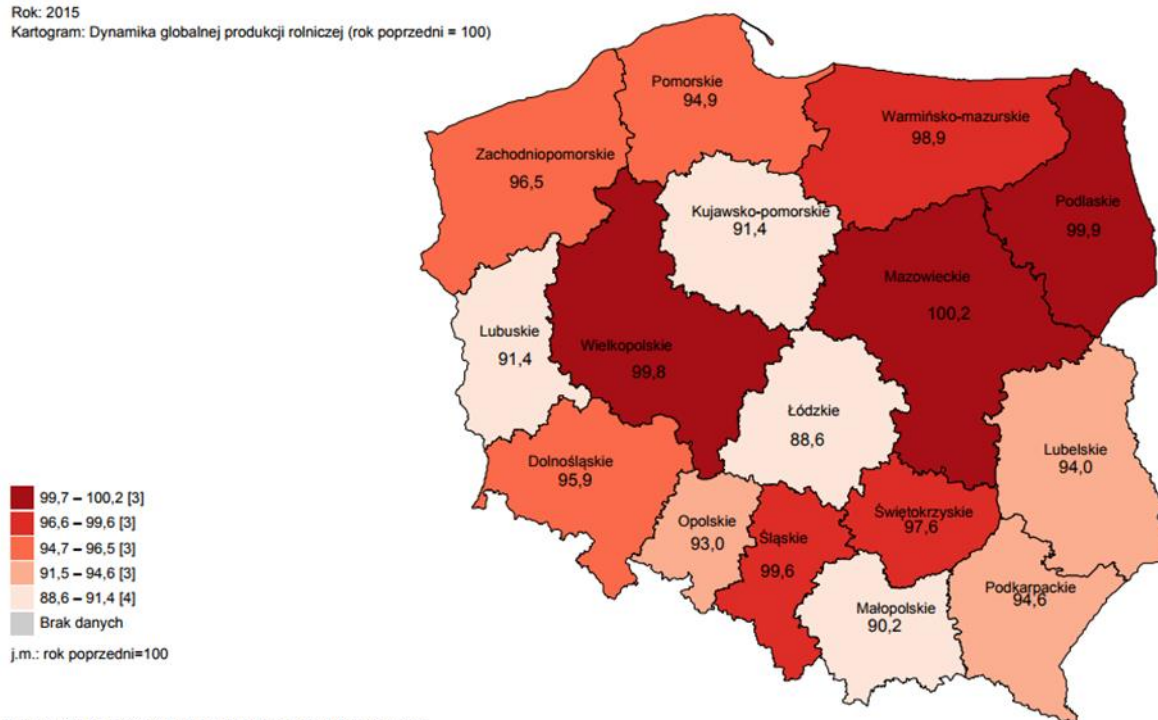 Rok: 2015
Kartogram: Dynamika globalnej produkcji rolniczej (rok poprzedni = 100)
Pomorskie
94,9
Warmińsko-mazurskie
98,9
Zachodniopomorskie
96,5
Kujawsko-pomorskie
91,4
Podlaskie
99,9
Mazowieckie
100,2
Lubuskie
91,4
Wielkopolskie
99,8
Łódzkie
88,6
Lubelskie
94,0
Dolnośląskie
95,9
Opolskie
93,0
Śląskie
99,6
Świętokrzyskie
97,6
Małopolskie
90,2
Podkarpackie
94,6
99,7 – 100,2 [3]
96,6 – 99,6 [3]
94,7 – 96,5 [3]
91,5 – 94,6 [3]
88,6 – 91,4 [4]
Brak danych
j.m.: rok poprzedni=100